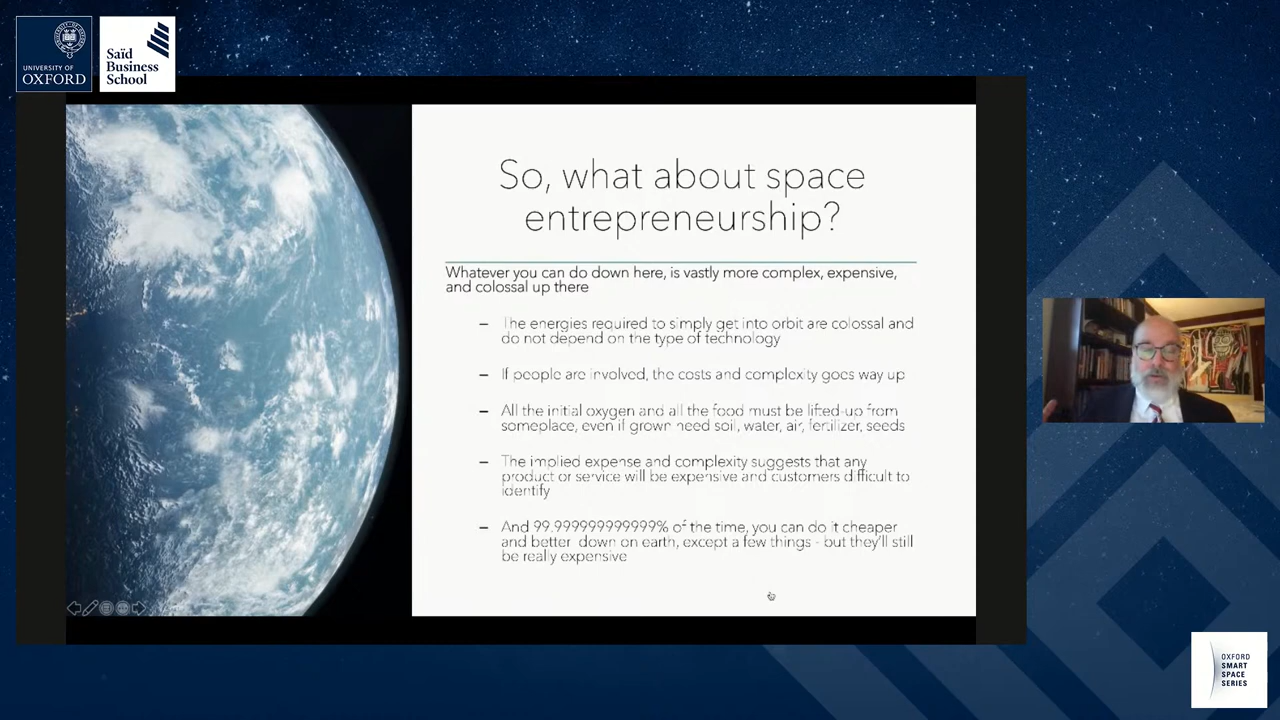 UNIVERSITY OF
OXFORD
Saïd
Business
School
So, what about space
entrepreneurship?
Whatever you can do down here, is vastly more complex, expensive,
and colossal up there
– The energies required to simply get into orbit are colossal and
do not depend on the type of technology
– If people are involved, the costs and complexity goes way up
– All the initial oxygen and all the food must be lifted-up from
someplace, even if grown need soil, water, air, fertilizer, seeds
– The implied expense and complexity suggests that any
product or service will be expensive and customers difficult to
identify
– And 99.9999999999999% of the time, you can do it cheaper
and better down on earth, except a few things - but they'll still
be really expensive
OXFORD
SMART
SPACE
SERIES